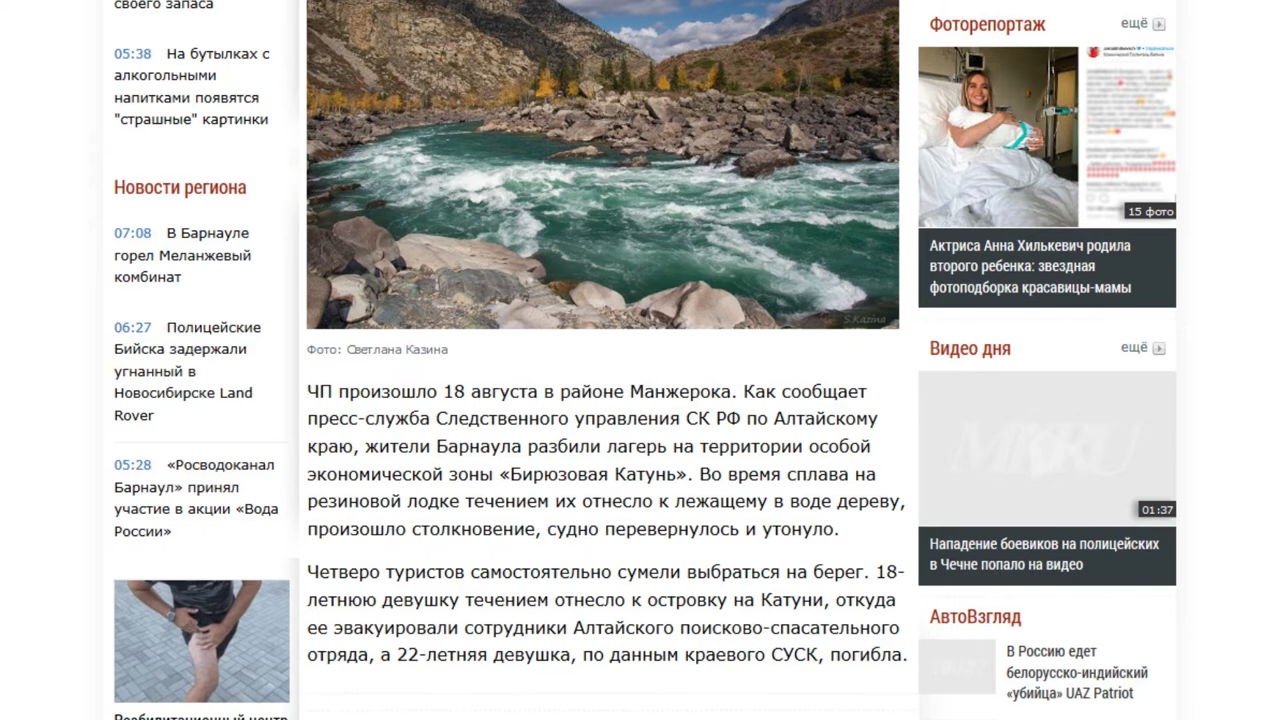 своего запаса
05:38 На бутылках с
алкогольными
напитками появятся
"страшные" картинки
Новости региона
07:08 В Барнауле
горел Меланжевый
комбинат
06:27 Полицейские
Бийска задержали
угнанный в
Новосибирске Land
Rover
05:28 «Росводоканал
Барнаул» принял
участие в акции «Вода
России»
Реабилитационный центр
S.Kazina
Фото: Светлана Казина
ЧП произошло 18 августа в районе Манжерока. Как сообщает
пресс-служба Следственного управления СК РФ по Алтайскому
краю, жители Барнаула разбили лагерь на территории особой
экономической зоны «Бирюзовая Катунь». Во время сплава на
резиновой лодке течением их отнесло к лежащему в воде дереву,
произошло столкновение, судно перевернулось и утонуло.
Четверо туристов самостоятельно сумели выбраться на берег. 18-
летнюю девушку течением отнесло к островку на Катуни, откуда
ее эвакуировали сотрудники Алтайского поисково-спасательного
отряда, а 22-летняя девушка, по данным краевого СУСК, погибла.
Фоторепортаж ещё
15 фото
Актриса Анна Хилькевич родила
второго ребенка: звездная
фотоподборка красавицы-мамы
Видео дня ещё
MKRU
01:37
Нападение боевиков на полицейских
в Чечне попало на видео
АвтоВзгляд
В Россию едет
белорусско-индийский
«убийца» UAZ Patriot